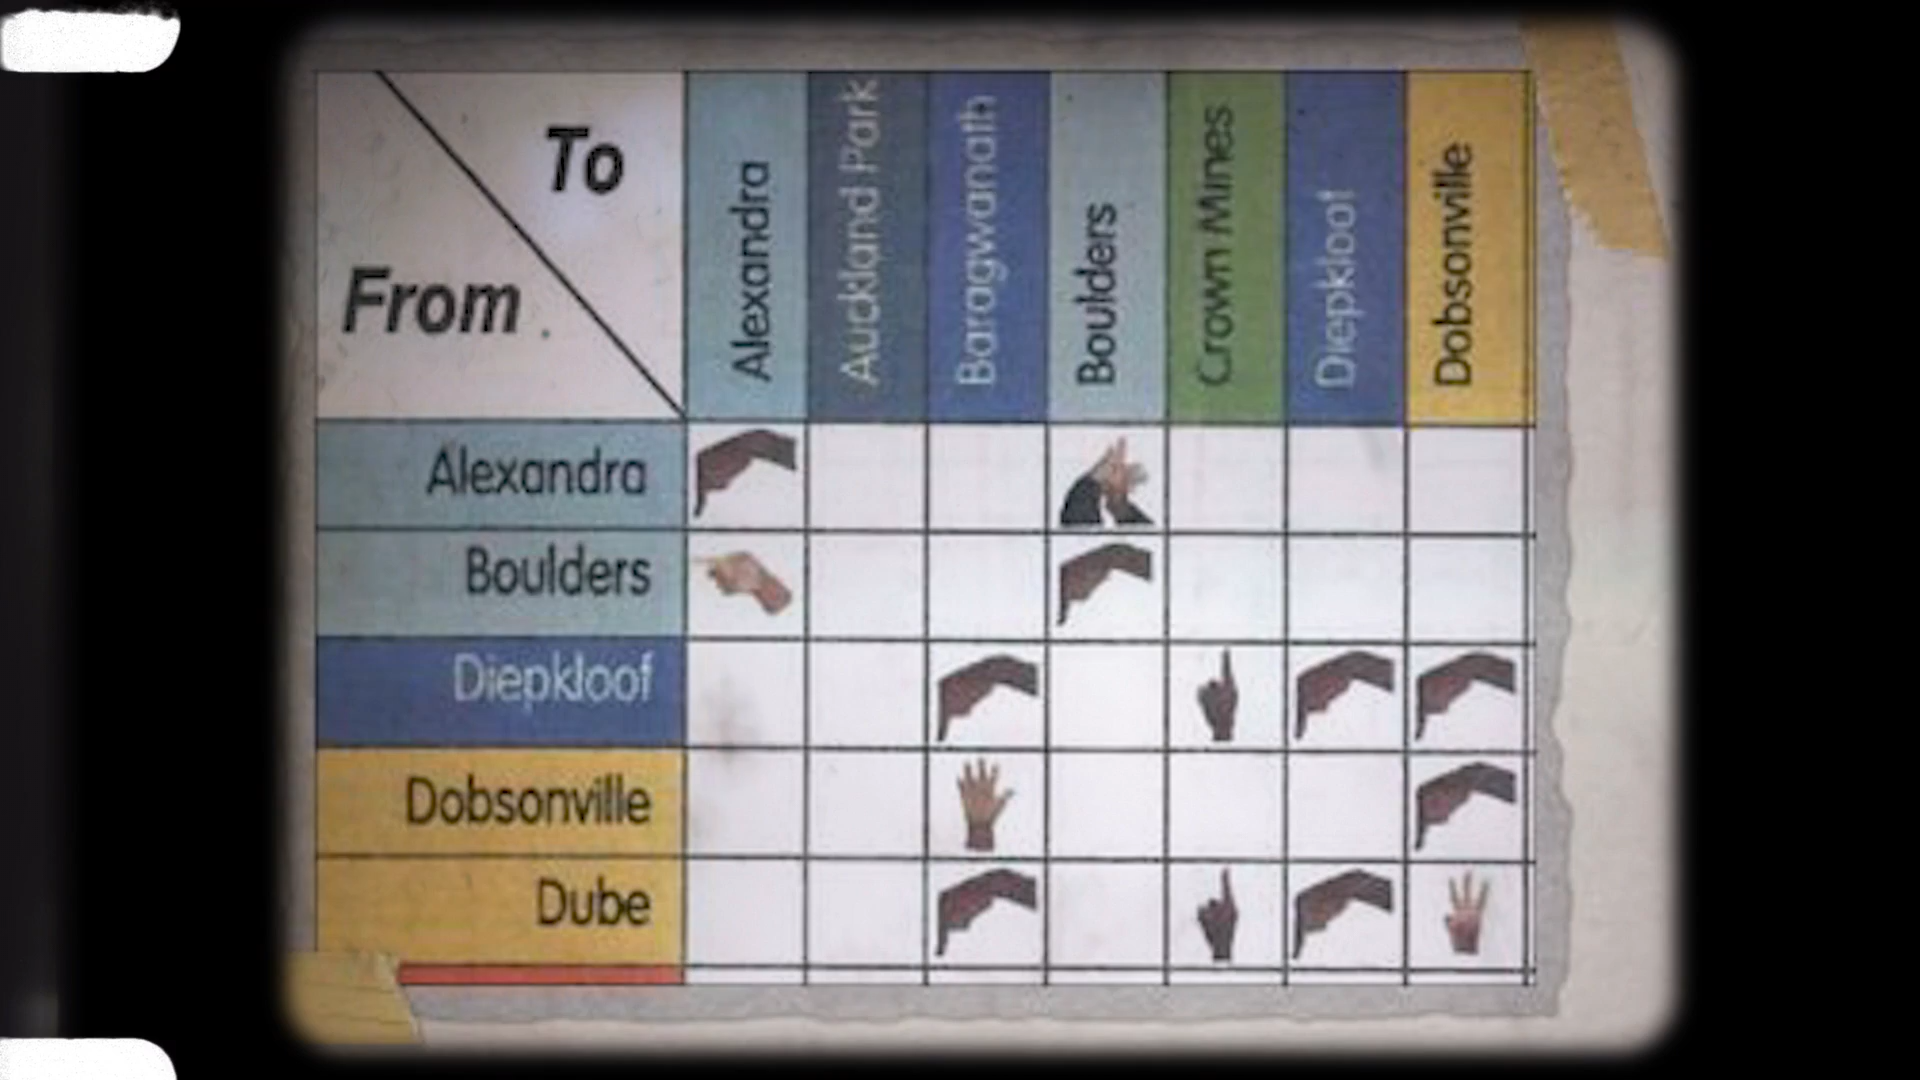 To
From
Alexandra
Auckland Park
Baragwanath
Boulders
Crown Mines
Diepkloof
Dobsonville
Alexandra
Boulders
Diepkloof
Dobsonville
Dube